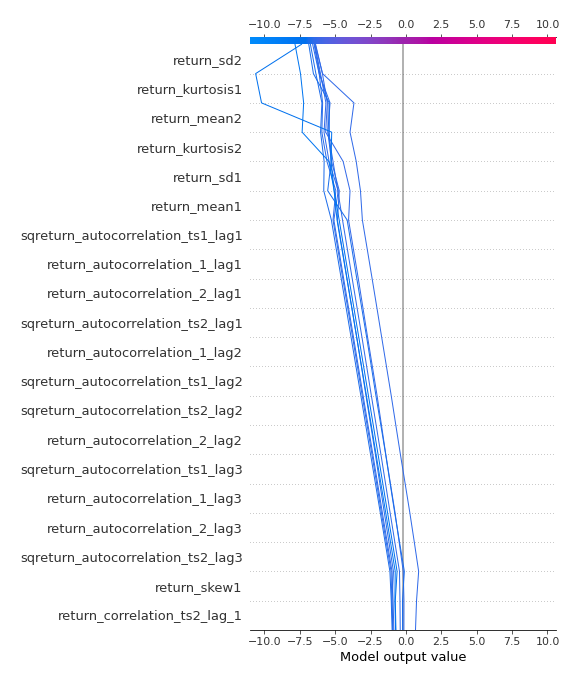 −10.0 −7.5 −5.0 −2.5 0.0 2.5 5.0 7.5 10.0
return_sd2
return_kurtosis1
return_mean2
return_kurtosis2
return_sd1
return_mean1
sqreturn_autocorrelation_ts1_lag1
return_autocorrelation_1_lag1
return_autocorrelation_2_lag1
sqreturn_autocorrelation_ts2_lag1
return_autocorrelation_1_lag2
sqreturn_autocorrelation_ts1_lag2
sqreturn_autocorrelation_ts2_lag2
return_autocorrelation_2_lag2
sqreturn_autocorrelation_ts1_lag3
return_autocorrelation_1_lag3
return_autocorrelation_2_lag3
sqreturn_autocorrelation_ts2_lag3
return_skew1
return_correlation_ts2_lag_1
−10.0 −7.5 −5.0 −2.5 0.0 2.5 5.0 7.5 10.0
Model output value